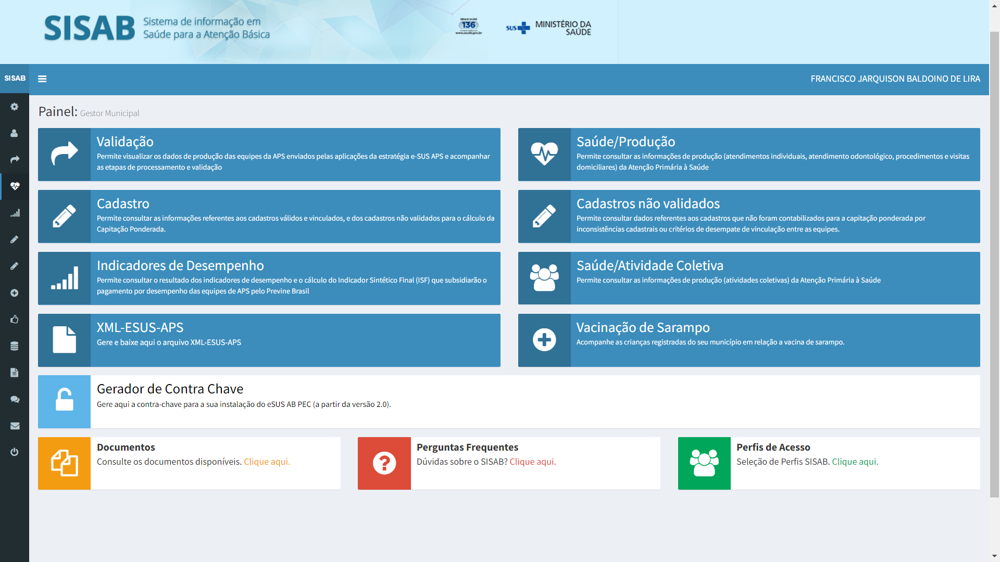 SISAB
Sistema de informação em
Saúde para a Atenção Básica
DISQUE SAÚDE
136
www.saude.gov.br
SUS
MINISTÉRIO DA
SAÚDE
SISAB
FRANCISCO JARQUISON BALDOINO DE LIRA
Painel: Gestor Municipal
Validação
Permite visualizar os dados de produção das equipes da APS enviados pelas aplicações da estratégia e-SUS APS e acompanhar
as etapas de processamento e validação
Saúde/Produção
Permite consultar as informações de produção (atendimentos individuais, atendimento odontológico, procedimentos e visitas
domiciliares) da Atenção Primária à Saúde
Cadastro
Permite consultar as informações referentes aos cadastros válidos e vinculados, e dos cadastros não validados para o cálculo da
Capitação Ponderada.
Cadastros não validados
Permite consultar dados referentes aos cadastros que não foram contabilizados para a capitação ponderada por
inconsistências cadastrais ou critérios de desempate de vinculação entre as equipes.
Indicadores de Desempenho
Permite consultar o resultado dos indicadores de desempenho e o cálculo do Indicador Sintético Final (ISF) que subsidiarão o
pagamento por desempenho das equipes de APS pelo Previne Brasil
Saúde/Atividade Coletiva
Permite consultar as informações de produção (atividades coletivas) da Atenção Primária à Saúde
XML-ESUS-APS
Gere e baixe aqui o arquivo XML-ESUS-APS
Vacinação de Sarampo
Acompanhe as crianças registradas do seu município em relação a vacina de sarampo.
Gerador de Contra Chave
Gere aqui a contra-chave para a sua instalação do eSUS AB PEC (a partir da versão 2.0).
Documentos
Consulte os documentos disponíveis. Clique aqui.
Perguntas Frequentes
Dúvidas sobre o SISAB? Clique aqui.
Perfis de Acesso
Seleção de Perfis SISAB. Clique aqui.